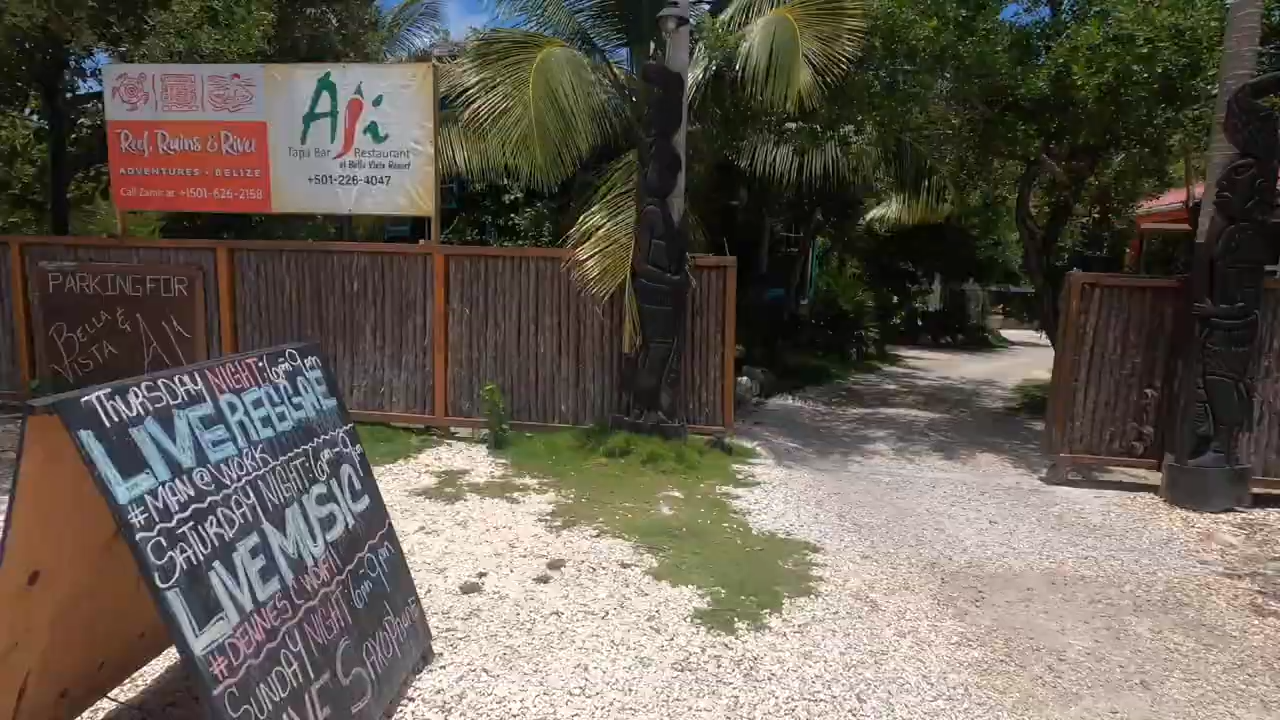 Reef, Ruins & River
ADVENTURES • BELIZE
Call Zamir at +(501-626-2158
Aji
Tapa Bar Restaurant
at Bella Vista Resort
+501-226-4047
PARKING FOR
BELLA &
VISTA AJI
THURSDAY NIGHT: 6pm-9pm
LIVE REGGAE
#MAN@WORK
SATURDAY NIGHT: 6pm-9pm
LIVE MUSIC
#DENNES
SUNDAY NIGHT: 6pm-9pm
LIVE SAXOPHONE